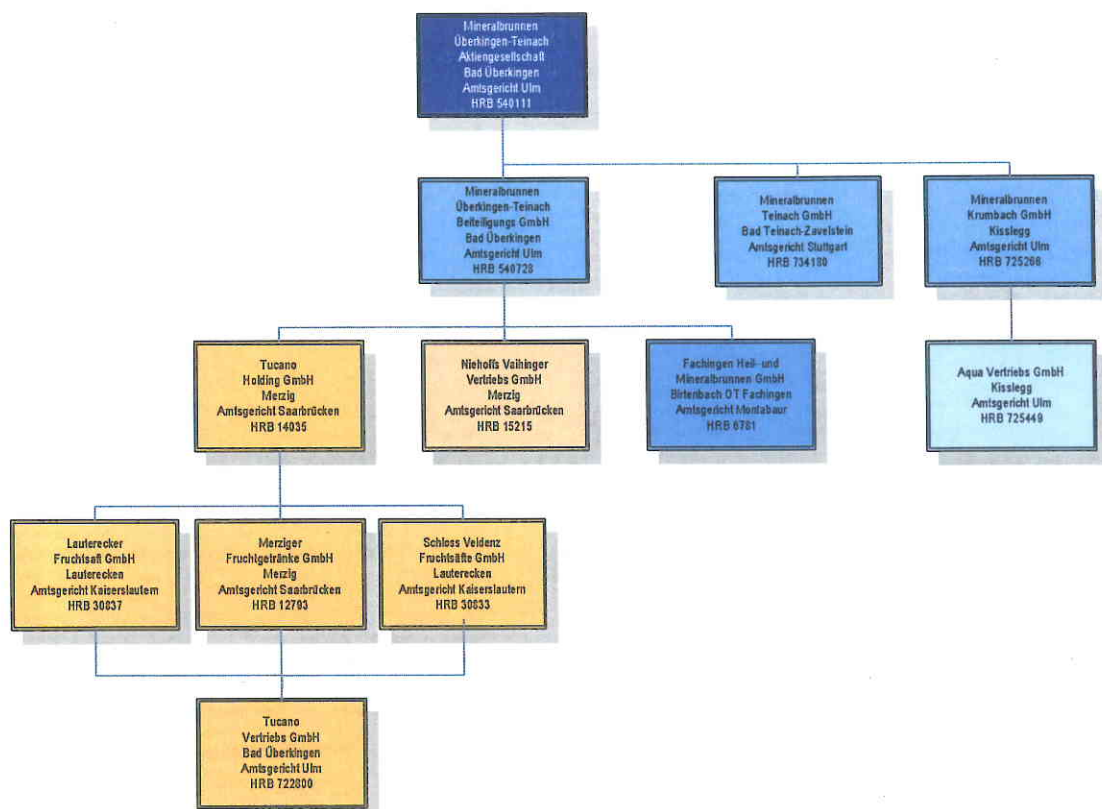 Mineralbrunnen
Überkingen-Teinach
Aktiengesellschaft
Bad Überkingen
Amtsgericht Ulm
HRB 540111
Mineralbrunnen
Überkingen-Teinach
Beteiligungs GmbH
Bad Überkingen
Amtsgericht Ulm
HRB 540728
Mineralbrunnen
Teinach GmbH
Bad Teinach-Zavelstein
Amtsgericht Stuttgart
HRB 734180
Mineralbrunnen
Krumbach GmbH
Kisslegg
Amtsgericht Ulm
HRB 725266
Tucano
Holding GmbH
Merzig
Amtsgericht Saarbrücken
HRB 14035
Niehoffs Vaihinger
Vertriebs GmbH
Merzig
Amtsgericht Saarbrücken
HRB 15215
Fachingen Heil- und
Mineralbrunnen GmbH
Birlenbach OT Fachingen
Amtsgericht Montabaur
HRB 6781
Aqua Vertriebs GmbH
Kisslegg
Amtsgericht Ulm
HRB 725449
Lauterecker
Fruchtsaft GmbH
Lauterecken
Amtsgericht Kaiserslautern
HRB 30837
Merziger
Fruchtgetränke GmbH
Merzig
Amtsgericht Saarbrücken
HRB 12703
Schloss Veldenz
Fruchtsäfte GmbH
Lauterecken
Amtsgericht Kaiserslautern
HRB 30833
Tucano
Vertriebs GmbH
Bad Überkingen
Amtsgericht Ulm
HRB 722800